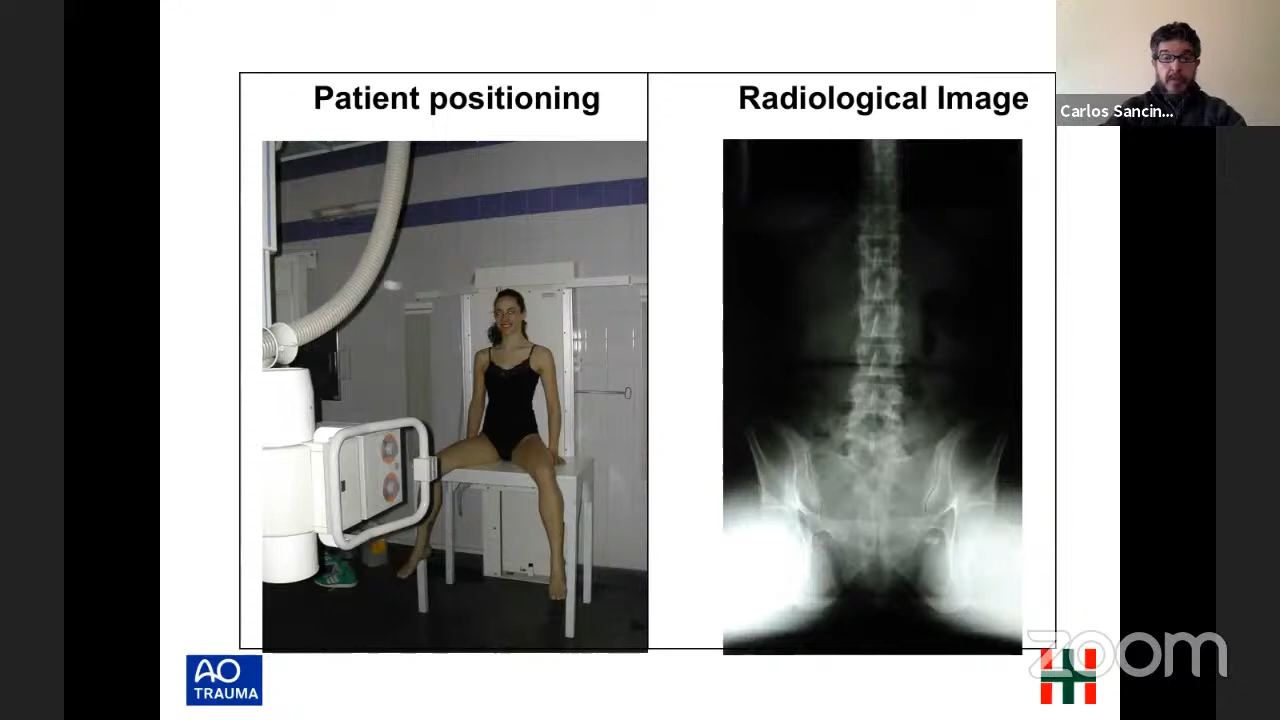 Patient positioning
Radiological Image
Carlos Sancin...
AO
TRAUMA
zoom